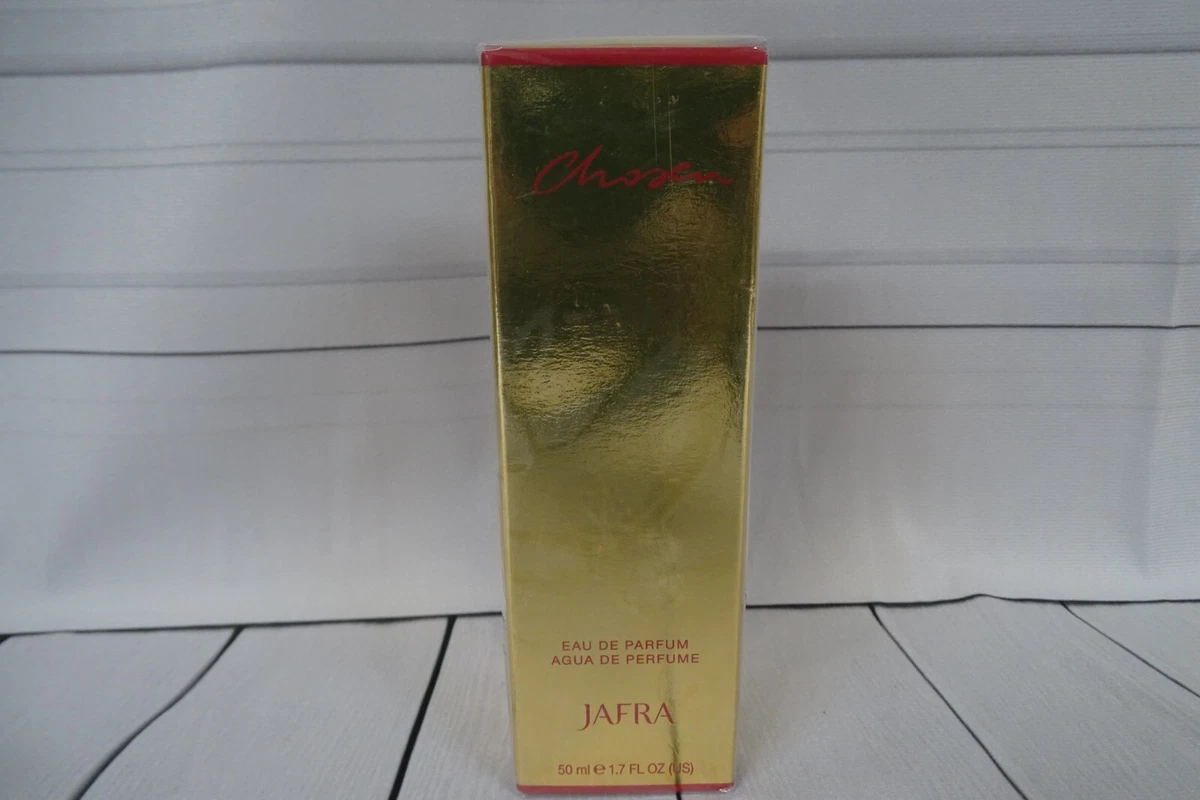 Chosen
EAU DE PARFUM
AGUA DE PERFUME
JAFRA
50 ml ℮ 1.7 FL OZ (US)